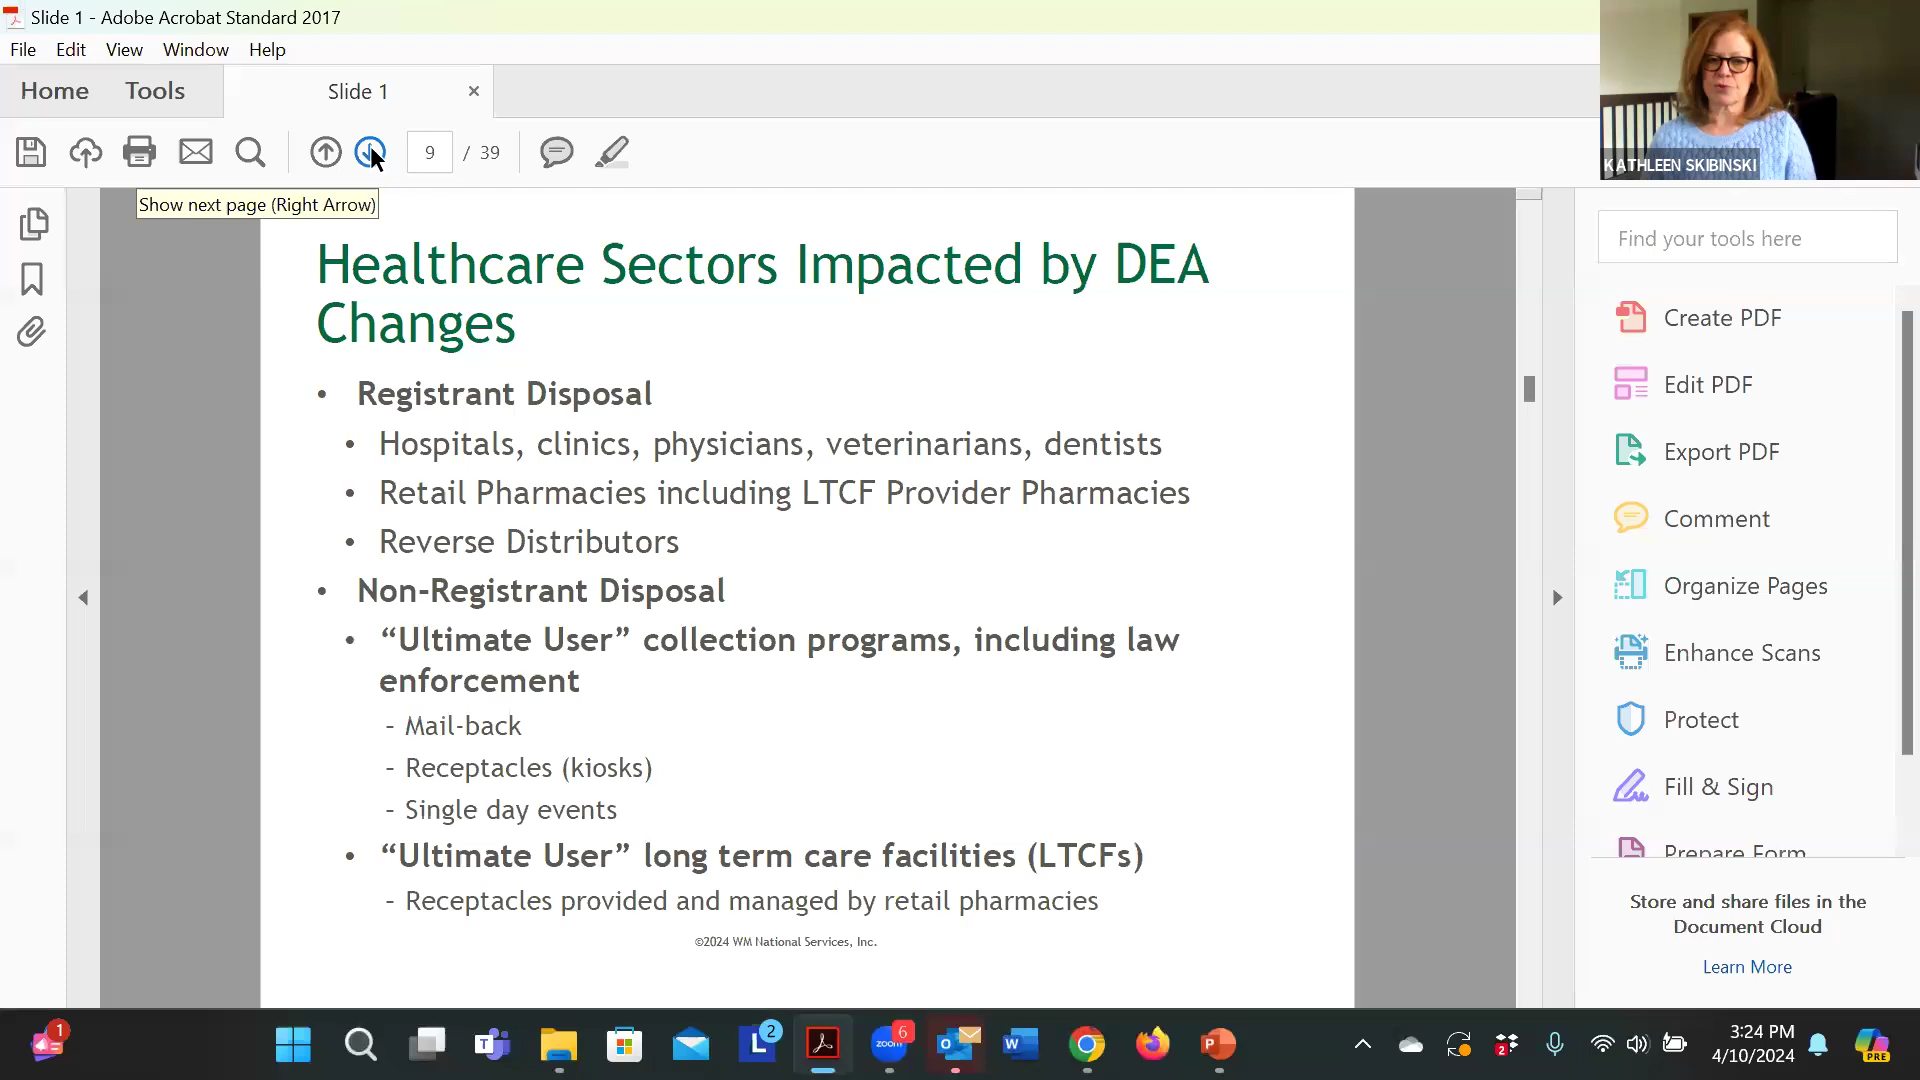 Slide 1 - Adobe Acrobat Standard 2017
File Edit View Window Help
Home Tools Slide 1 ×
9 / 39
Show next page (Right Arrow)
KATHLEEN SKIBINSKI
Healthcare Sectors Impacted by DEA
Changes
• Registrant Disposal
• Hospitals, clinics, physicians, veterinarians, dentists
• Retail Pharmacies including LTCF Provider Pharmacies
• Reverse Distributors
• Non-Registrant Disposal
• “Ultimate User” collection programs, including law
enforcement
- Mail-back
- Receptacles (kiosks)
- Single day events
• “Ultimate User” long term care facilities (LTCFs)
- Receptacles provided and managed by retail pharmacies
©2024 WM National Services, Inc.
Find your tools here
Create PDF
Edit PDF
Export PDF
Comment
Organize Pages
Enhance Scans
Protect
Fill & Sign
Prepare Form
Store and share files in the
Document Cloud
Learn More
1
T
L 2
zoom 6
O
W
P
2
3:24 PM
4/10/2024
PRE